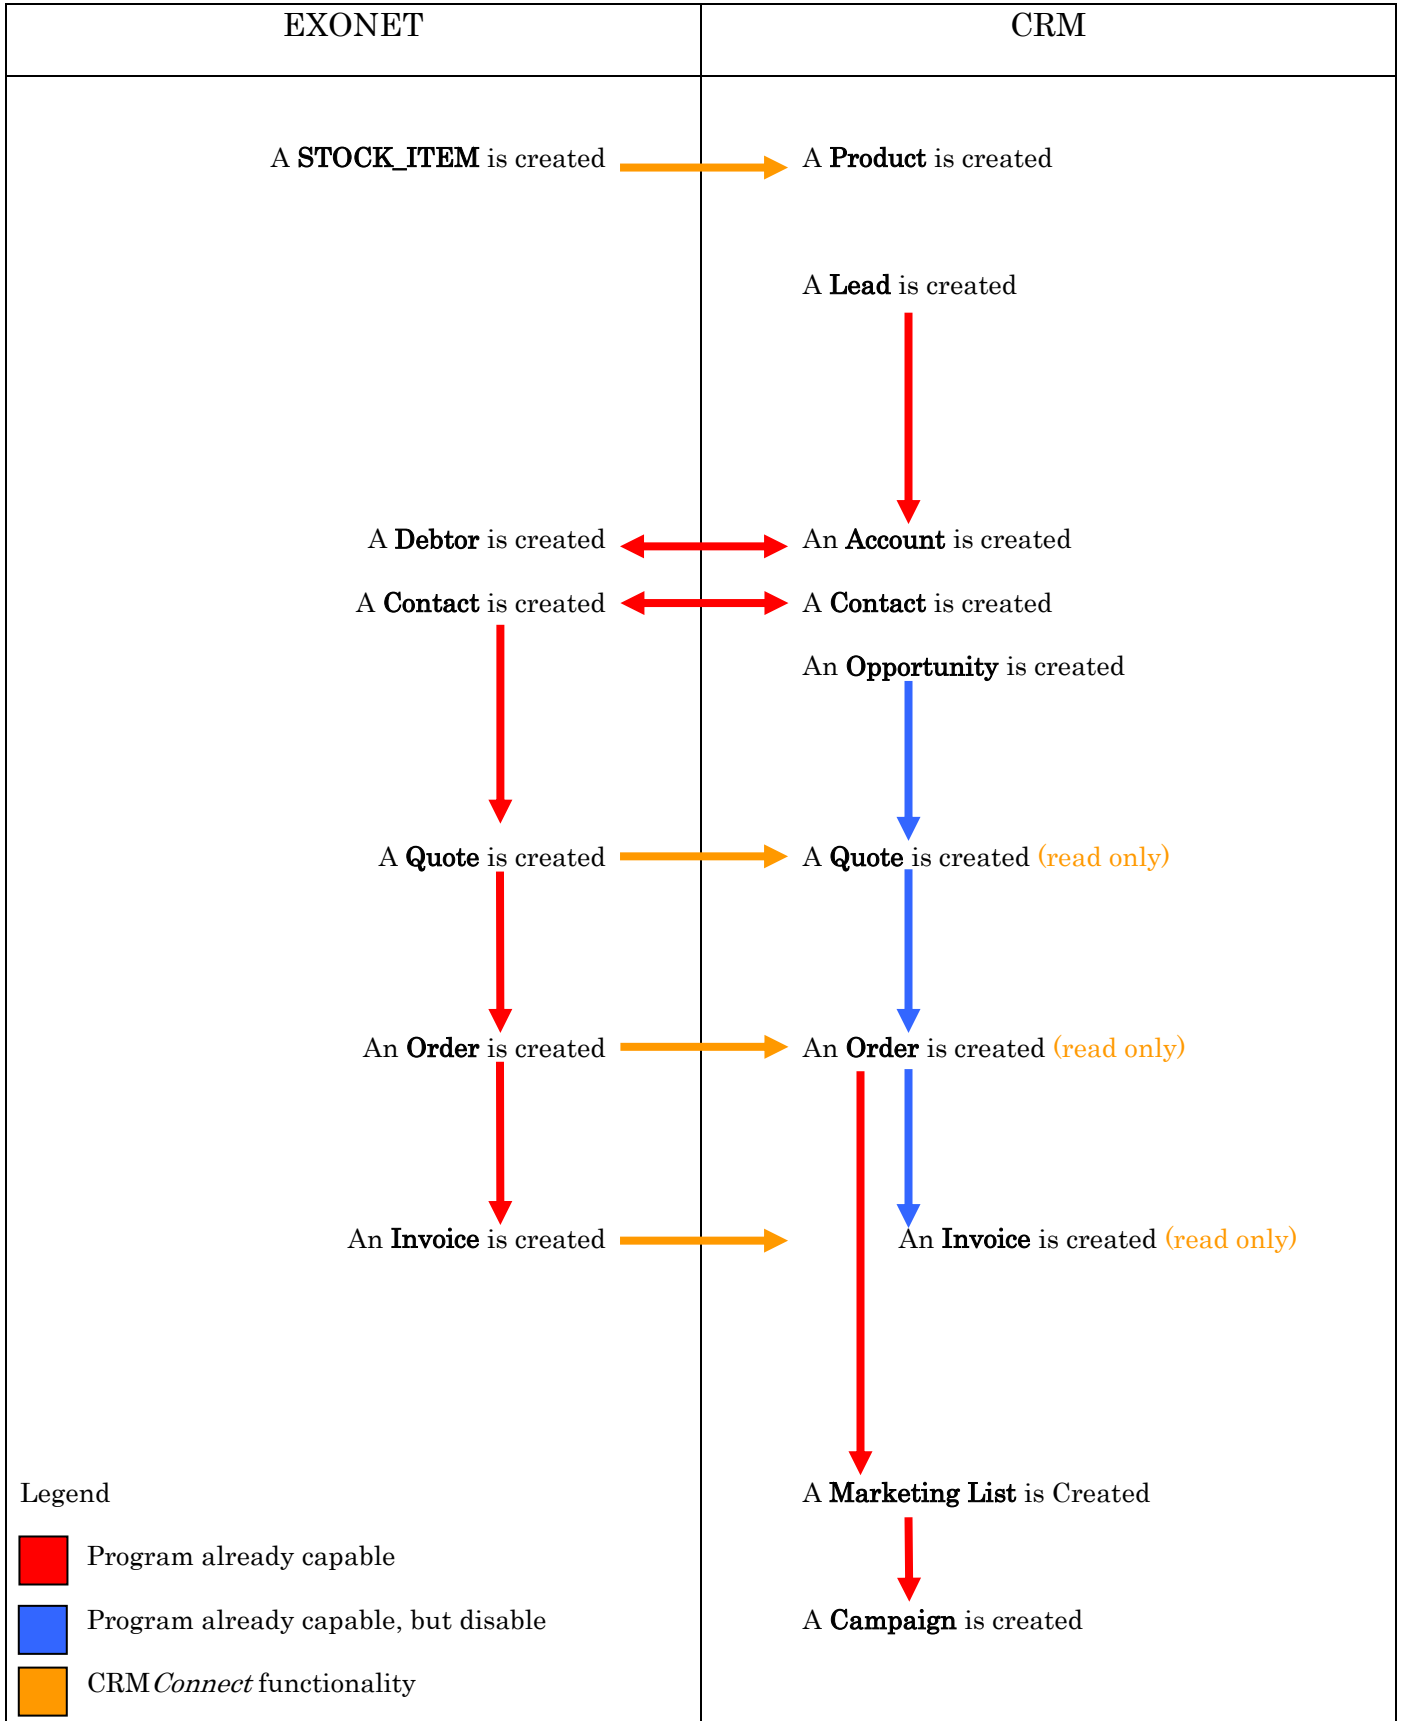 EXONET
CRM
A STOCK_ITEM is created
A Product is created
A Lead is created
A Debtor is created
An Account is created
A Contact is created
A Contact is created
An Opportunity is created
A Quote is created
A Quote is created (read only)
An Order is created
An Order is created (read only)
An Invoice is created
An Invoice is created (read only)
Legend
A Marketing List is Created
Program already capable
Program already capable, but disable
A Campaign is created
CRMConnect functionality